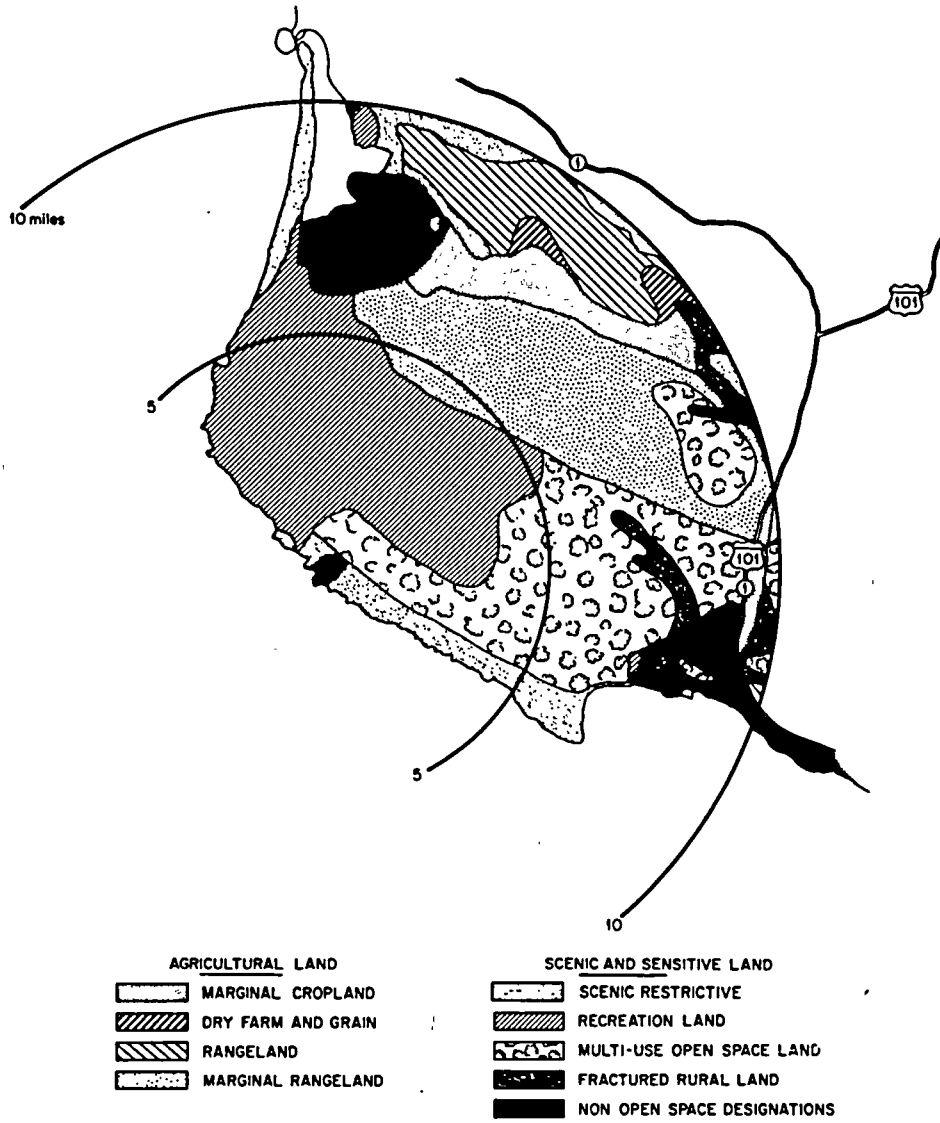 1
10 miles
101
5
101
1
5
10
AGRICULTURAL LAND
MARGINAL CROPLAND
DRY FARM AND GRAIN
RANGELAND
MARGINAL RANGELAND
SCENIC AND SENSITIVE LAND
SCENIC RESTRICTIVE
RECREATION LAND
MULTI-USE OPEN SPACE LAND
FRACTURED RURAL LAND
NON OPEN SPACE DESIGNATIONS